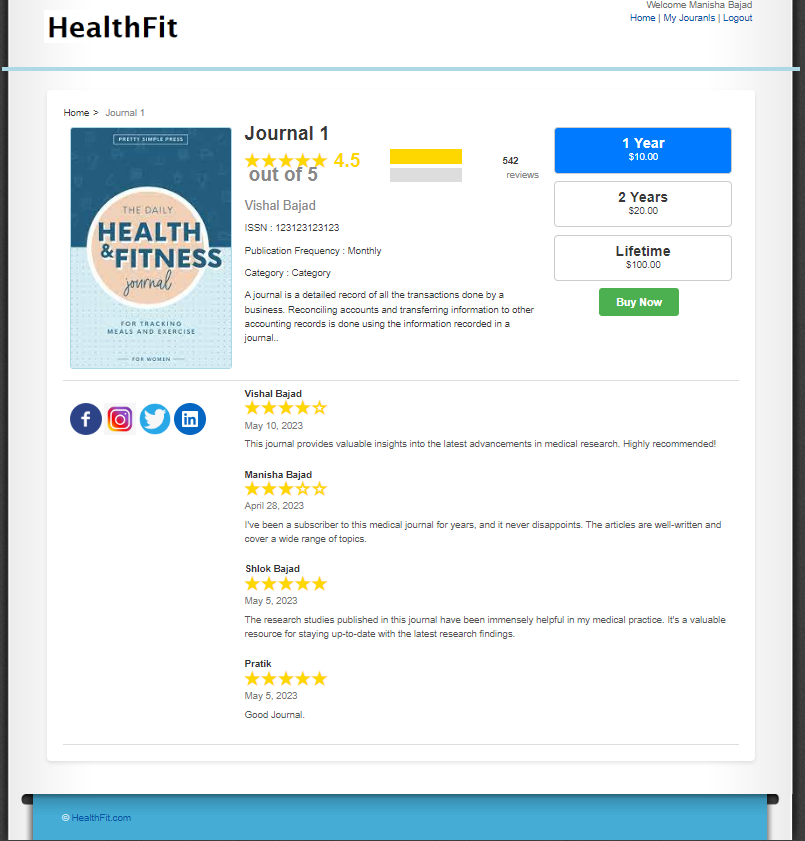 Welcome Manisha Bajad
HealthFit
Home | My Jouranls | Logout
Home > Journal 1
PRETTY SIMPLE PRESS
THE DAILY
HEALTH
&FITNESS
journal
FOR TRACKING
MEALS AND EXERCISE
FOR WOMEN
Journal 1
★★★★★ 4.5
out of 5
542
reviews
Vishal Bajad
ISSN : 123123123123
Publication Frequency : Monthly
Category : Category
A journal is a detailed record of all the transactions done by a
business. Reconciling accounts and transferring information to other
accounting records is done using the information recorded in a
journal..
1 Year
$10.00
2 Years
$20.00
Lifetime
$100.00
Buy Now
f
in
Vishal Bajad
★★★★☆
May 10, 2023
This journal provides valuable insights into the latest advancements in medical research. Highly recommended!
Manisha Bajad
★★★☆☆
April 28, 2023
I've been a subscriber to this medical journal for years, and it never disappoints. The articles are well-written and
cover a wide range of topics.
Shlok Bajad
★★★★★
May 5, 2023
The research studies published in this journal have been immensely helpful in my medical practice. It's a valuable
resource for staying up-to-date with the latest research findings.
Pratik
★★★★★
May 5, 2023
Good Journal.
© HealthFit.com